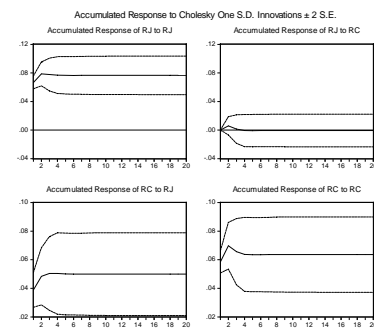 Accumulated Response to Cholesky One S.D. Innovations ± 2 S.E.
Accumulated Response of RJ to RJ
Accumulated Response of RJ to RC
.12
.08
.04
.00
-.04
2 4 6 8 10 12 14 16 18 20
.12
.08
.04
.00
-.04
2 4 6 8 10 12 14 16 18 20
Accumulated Response of RC to RJ
Accumulated Response of RC to RC
.10
.08
.06
.04
.02
2 4 6 8 10 12 14 16 18 20
.10
.08
.06
.04
.02
2 4 6 8 10 12 14 16 18 20